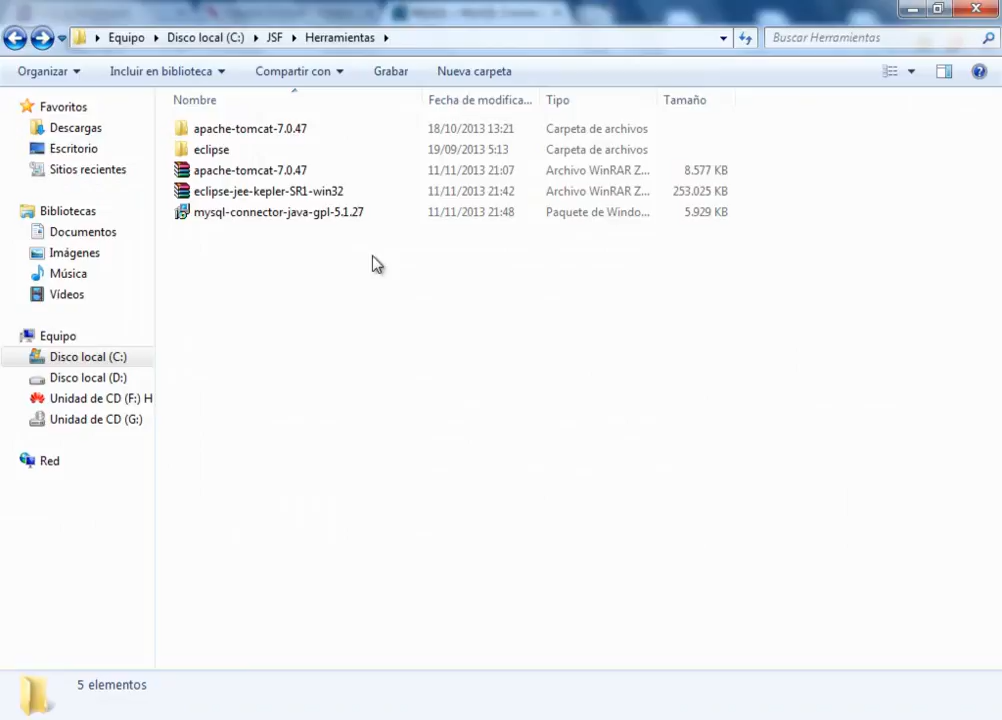 Equipo Disco local (C:) JSF Herramientas Buscar Herramientas
Organizar Incluir en biblioteca Compartir con Grabar Nueva carpeta
Favoritos
Descargas
Escritorio
Sitios recientes
Bibliotecas
Documentos
Imágenes
Música
Vídeos
Equipo
Disco local (C:)
Disco local (D:)
Unidad de CD (F:) H
Unidad de CD (G:)
Red
Nombre Fecha de modifica... Tipo Tamaño
apache-tomcat-7.0.47 18/10/2013 13:21 Carpeta de archivos
eclipse 19/09/2013 5:13 Carpeta de archivos
apache-tomcat-7.0.47 11/11/2013 21:07 Archivo WinRAR Z... 8.577 KB
eclipse-jee-kepler-SR1-win32 11/11/2013 21:42 Archivo WinRAR Z... 253.025 KB
mysql-connector-java-gpl-5.1.27 11/11/2013 21:48 Paquete de Windo... 5.929 KB
5 elementos